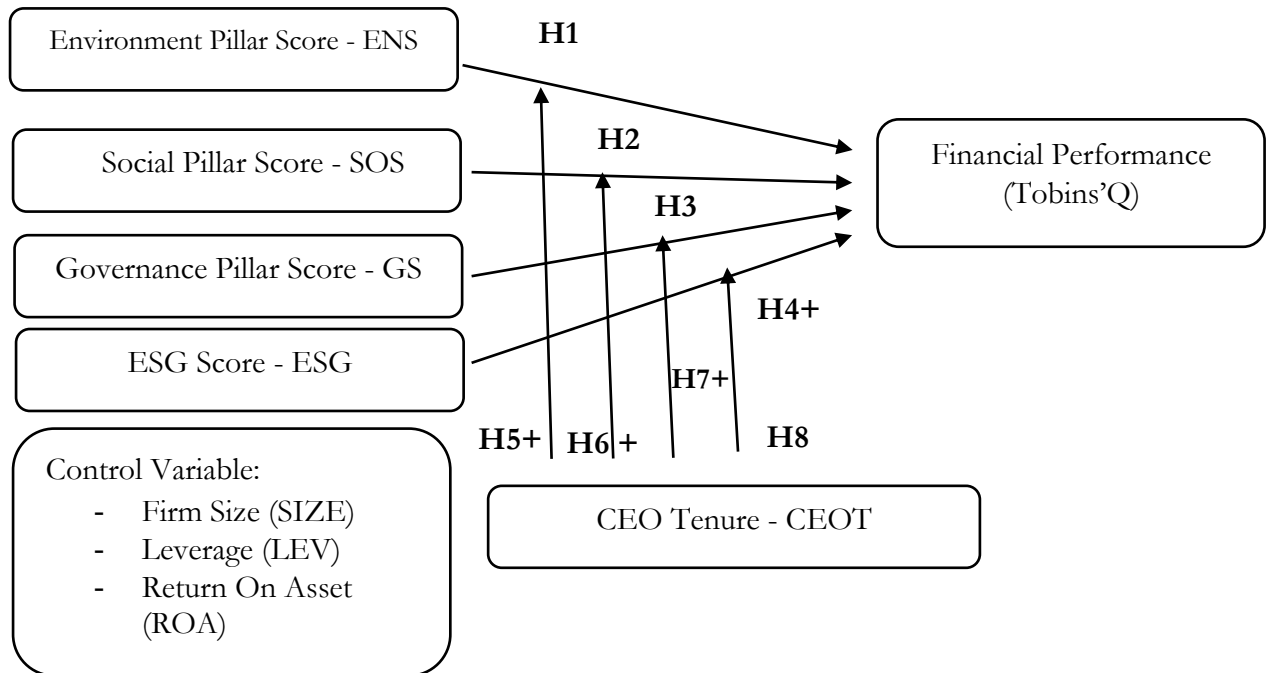 Environment Pillar Score - ENS
H1
Social Pillar Score - SOS
H2
Financial Performance
(Tobins'Q)
H3
Governance Pillar Score - GS
H4+
ESG Score - ESG
H7+
H5+
H6 +
H8
Control Variable:
- Firm Size (SIZE)
- Leverage (LEV)
- Return On Asset
(ROA)
CEO Tenure - CEOT